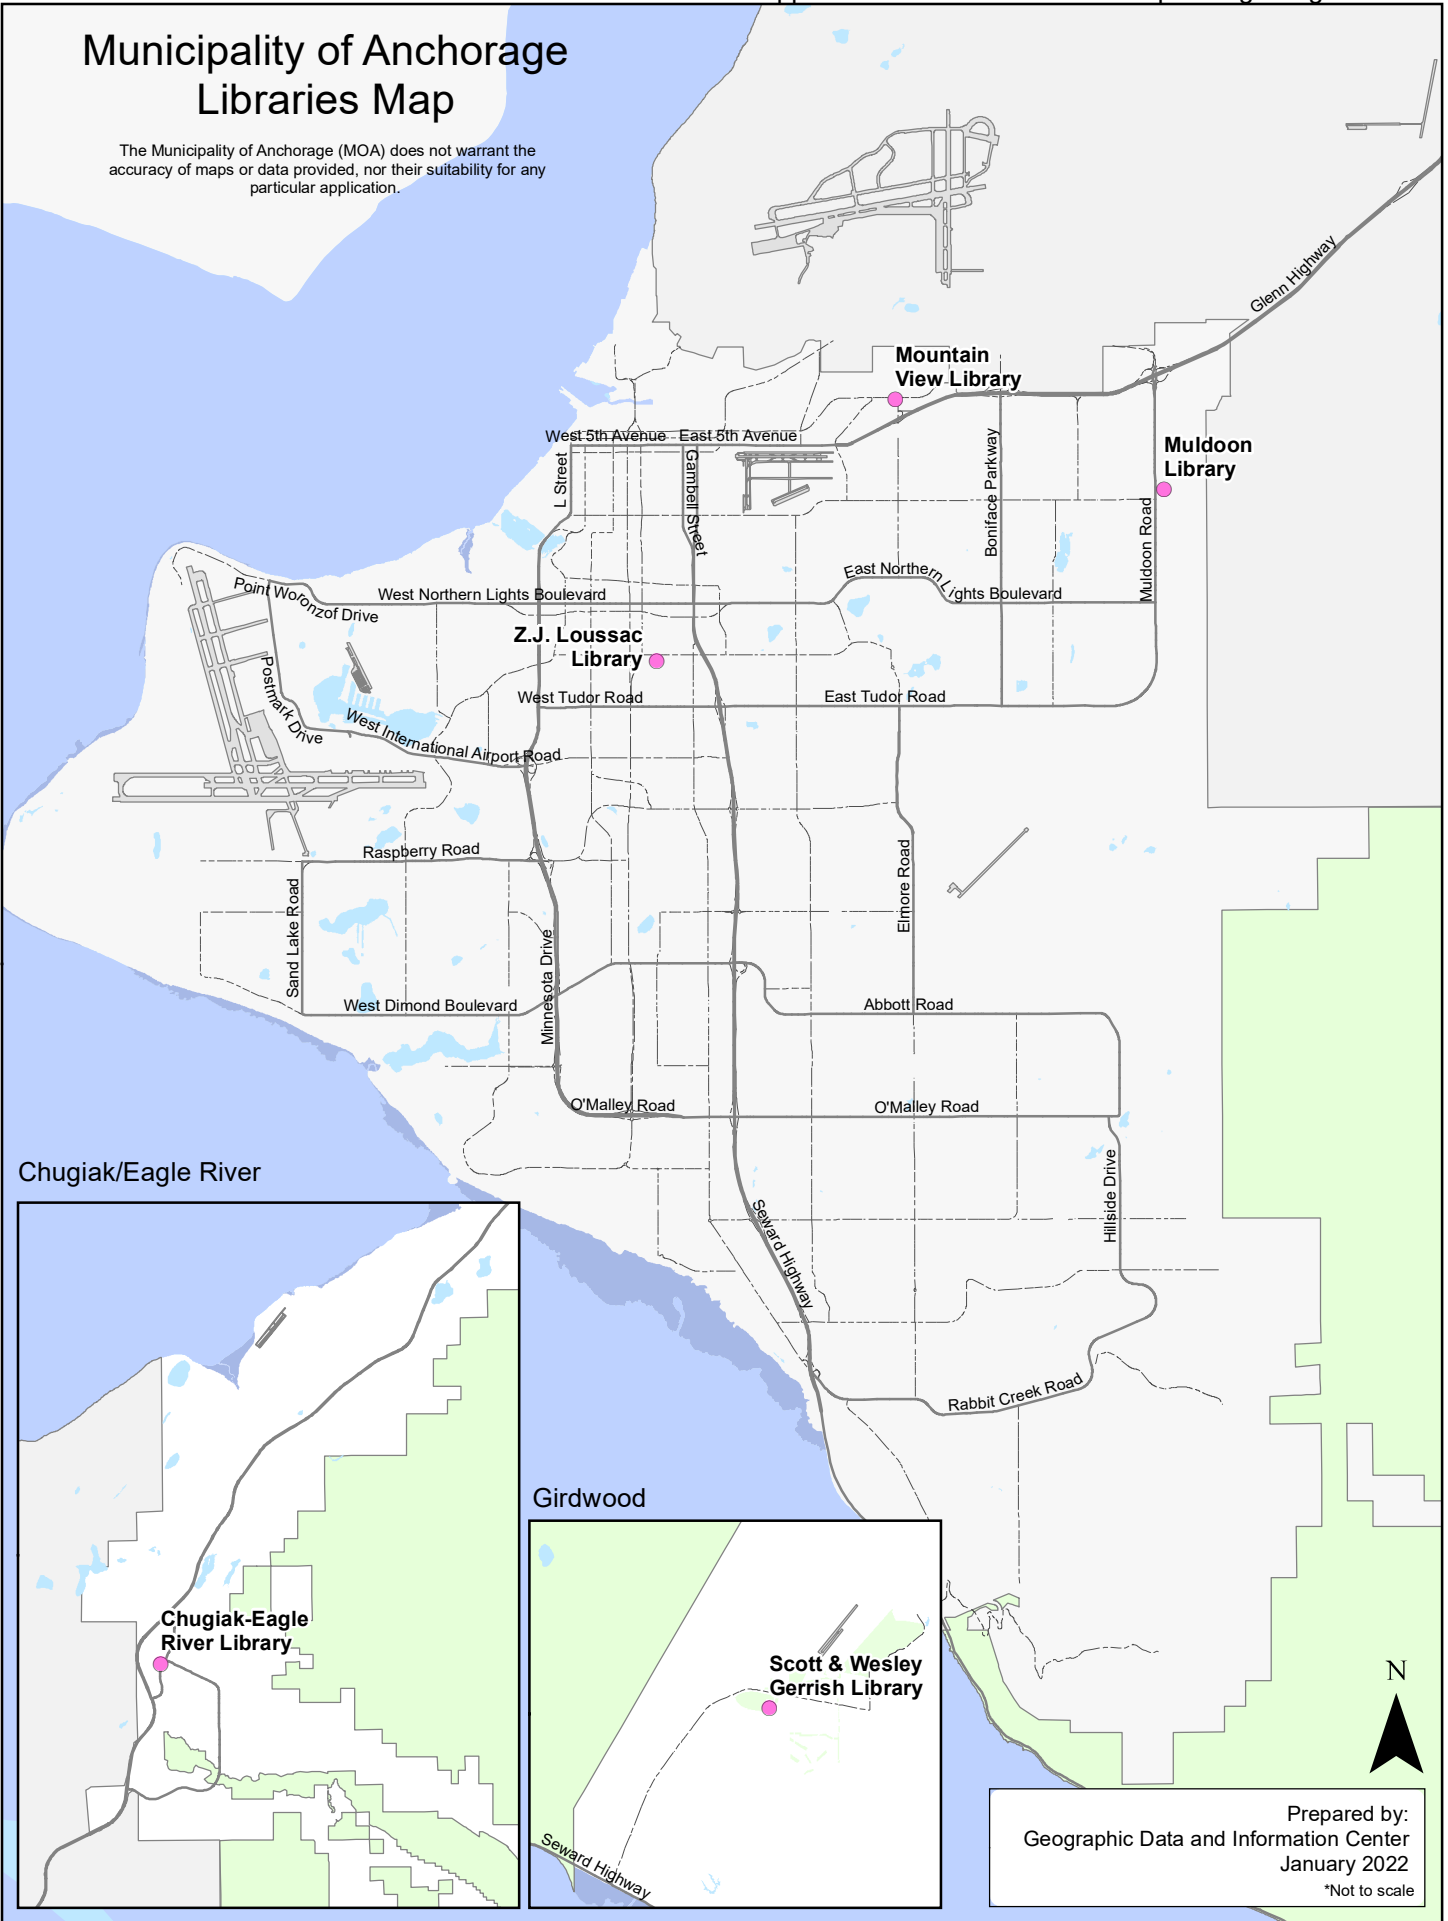 Municipality of Anchorage
Libraries Map
The Municipality of Anchorage (MOA) does not warrant the
accuracy of maps or data provided, nor their suitability for any
particular application.
Glenn Highway
Mountain
View Library
West 5th Avenue
East 5th Avenue
Muldoon
Library
L Street
Gambell Street
Boniface Parkway
Muldoon Road
Point Woronzof Drive
West Northern Lights Boulevard
East Northern Lights Boulevard
Z.J. Loussac
Library
Postmark Drive
West Tudor Road
East Tudor Road
West International Airport Road
Raspberry Road
Sand Lake Road
Elmore Road
Minnesota Drive
West Dimond Boulevard
Abbott Road
O'Malley Road
O'Malley Road
Hillside Drive
Seward Highway
Rabbit Creek Road
Chugiak/Eagle River
Chugiak-Eagle
River Library
Girdwood
Scott & Wesley
Gerrish Library
Seward Highway
N
Prepared by:
Geographic Data and Information Center
January 2022
*Not to scale